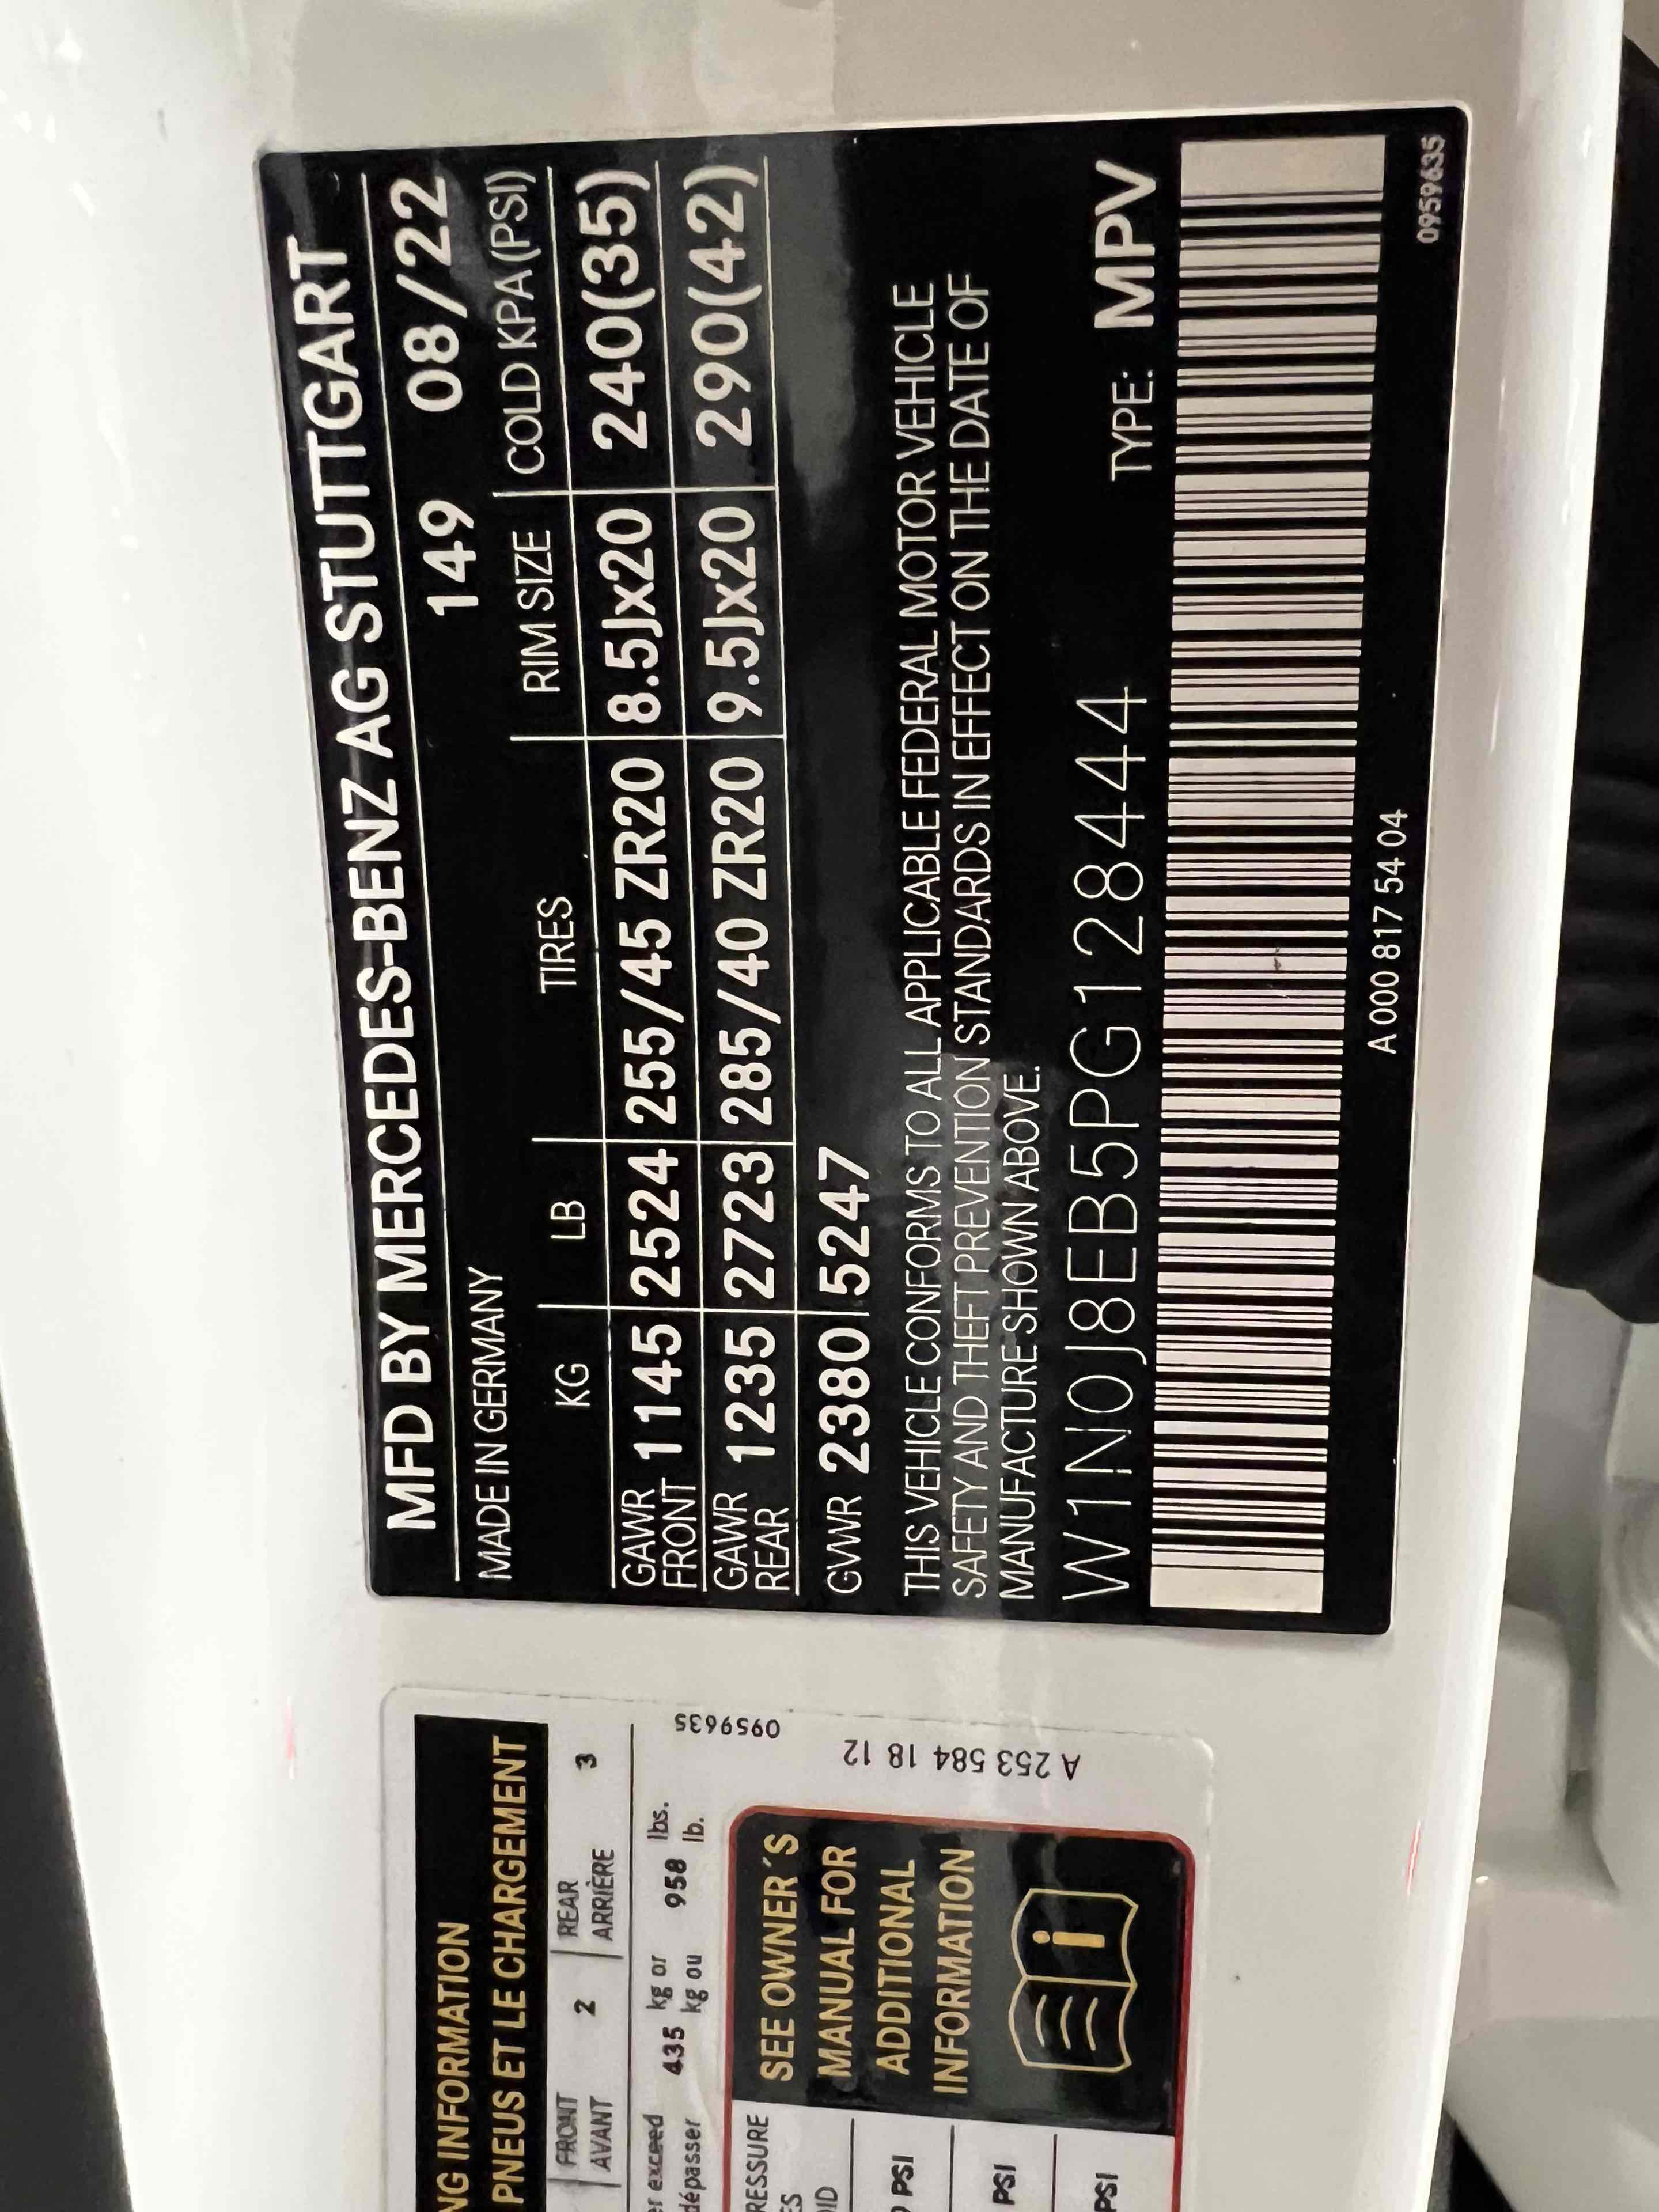 MFD BY MERCEDES-BENZ AG STUTTGART
MADE IN GERMANY 149 08/22
KG LB TIRES RIM SIZE COLD KPA (PSI)
GAWR FRONT 1145 2524 255/45 ZR20 8.5Jx20 240(35)
GAWR REAR 1235 2723 285/40 ZR20 9.5Jx20 290(42)
GVWR 2380 5247
THIS VEHICLE CONFORMS TO ALL APPLICABLE FEDERAL MOTOR VEHICLE
SAFETY AND THEFT PREVENTION STANDARDS IN EFFECT ON THE DATE OF
MANUFACTURE SHOWN ABOVE.
W1N0J8EB5PG128444 TYPE: MPV
A 000 817 54 04
0959635
INFORMATION
PNEUS ET LE CHARGEMENT
FRONT 2 REAR 3
AVANT ARRIÈRE
exceed 435 kg or 958 lbs.
dépasser kg ou lb.
0959635
A 253 584 18 12
SEE OWNER´S
MANUAL FOR
ADDITIONAL
INFORMATION
i
PSI
PSI
PSI